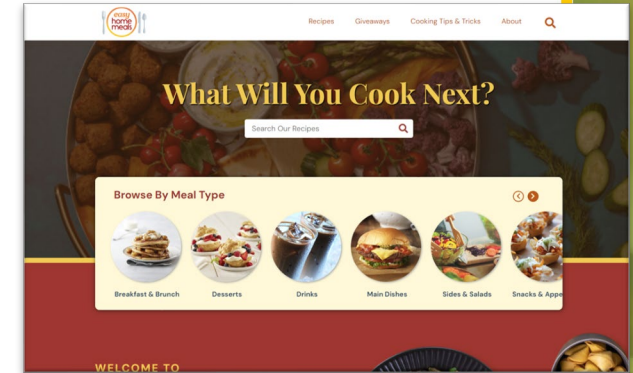 easy
home
meals
Recipes
Giveaways
Cooking Tips & Tricks
About
What Will You Cook Next?
Search Our Recipes
Browse By Meal Type
Breakfast & Brunch
Desserts
Drinks
Main Dishes
Sides & Salads
Snacks & Appe
WELCOME TO